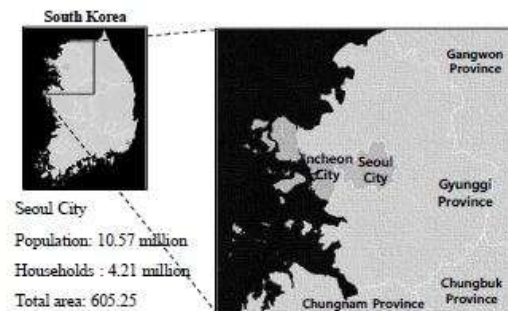 South Korea
Seoul City
Population: 10.57 million
Households : 4.21 million
Total area: 605.25
Gangwon
Province
Incheon
City
Seoul
City
Gyunggi
Province
Chungbuk
Province
Chungnam Province